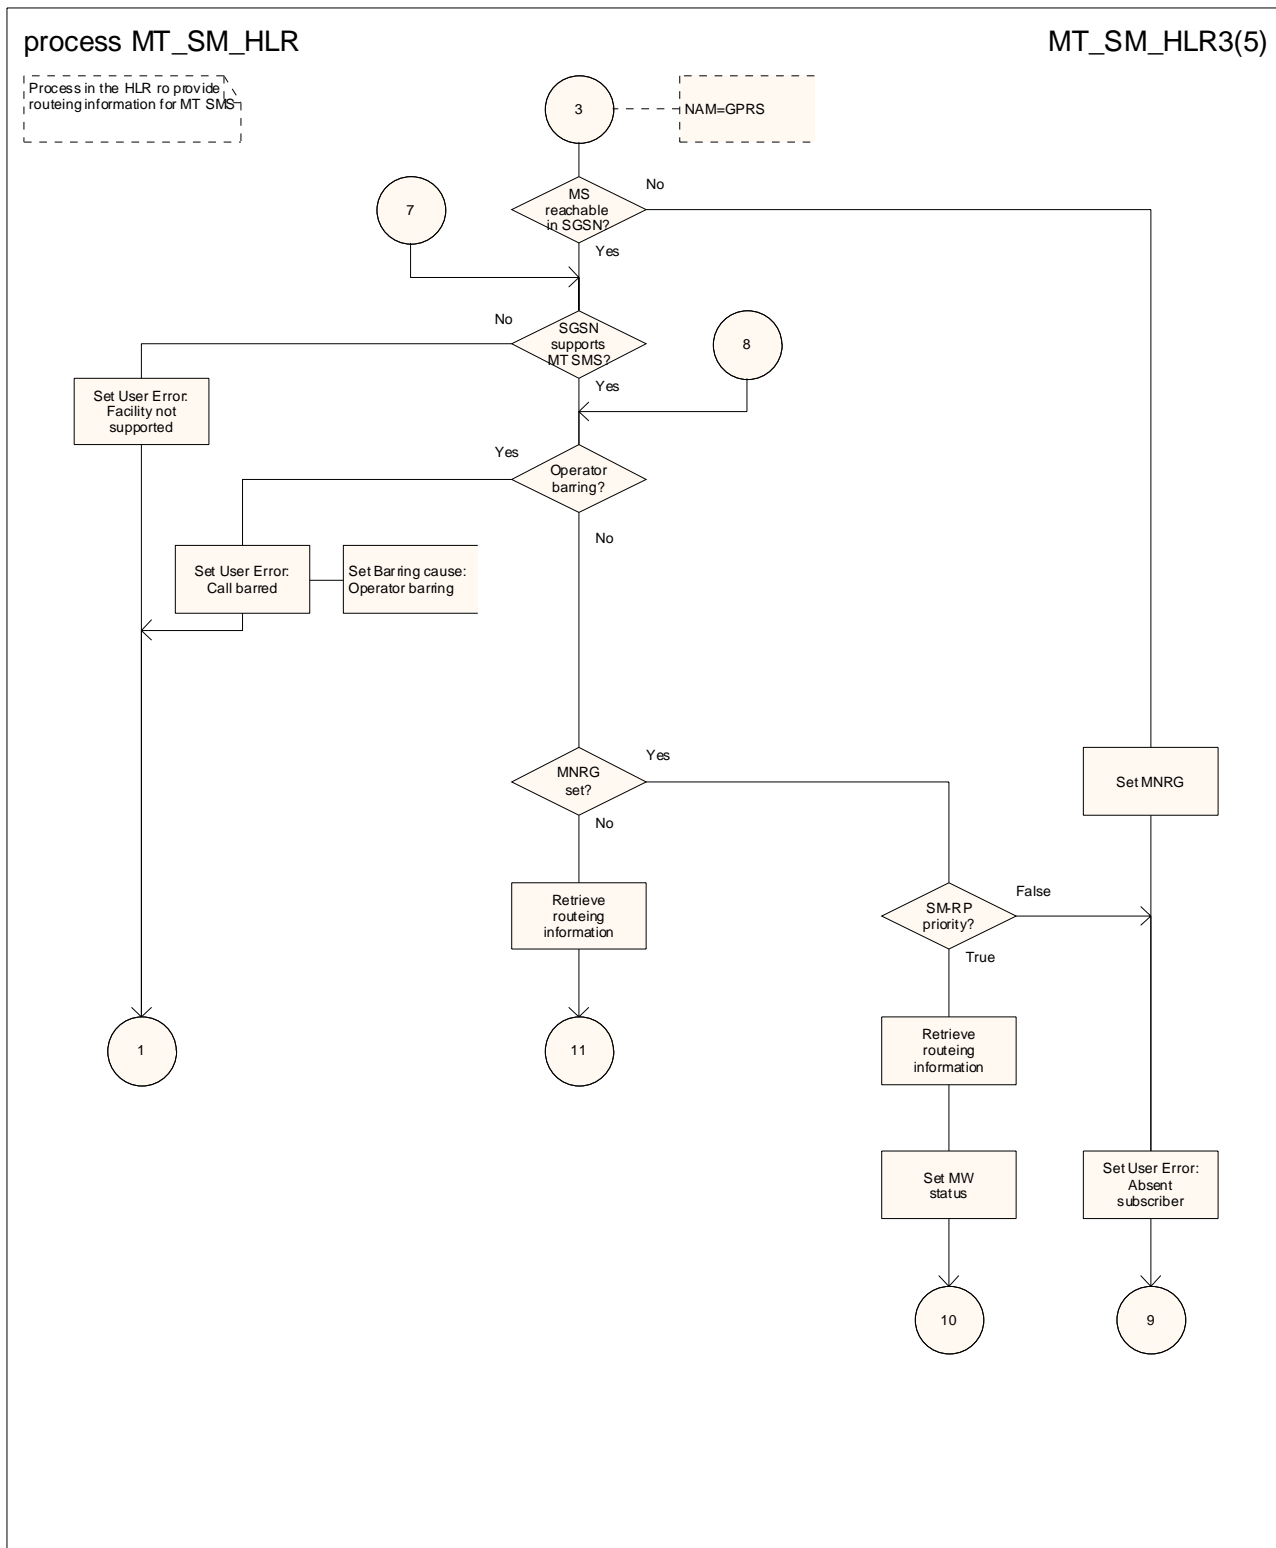 process MT_SM_HLR
MT_SM_HLR3(5)
Process in the HLR ro provide
routeing information for MT SMS
3
NAM=GPRS
MS
reachable
in SGSN?
No
Yes
7
SGSN
supports
MT SMS?
No
Yes
8
Set User Error:
Facility not
supported
Operator
barring?
Yes
No
Set User Error:
Call barred
Set Barring cause:
Operator barring
MNRG
set?
Yes
No
Set MNRG
Retrieve
routeing
information
SM-RP
priority?
False
True
1
11
Retrieve
routeing
information
Set MW
status
Set User Error:
Absent
subscriber
10
9